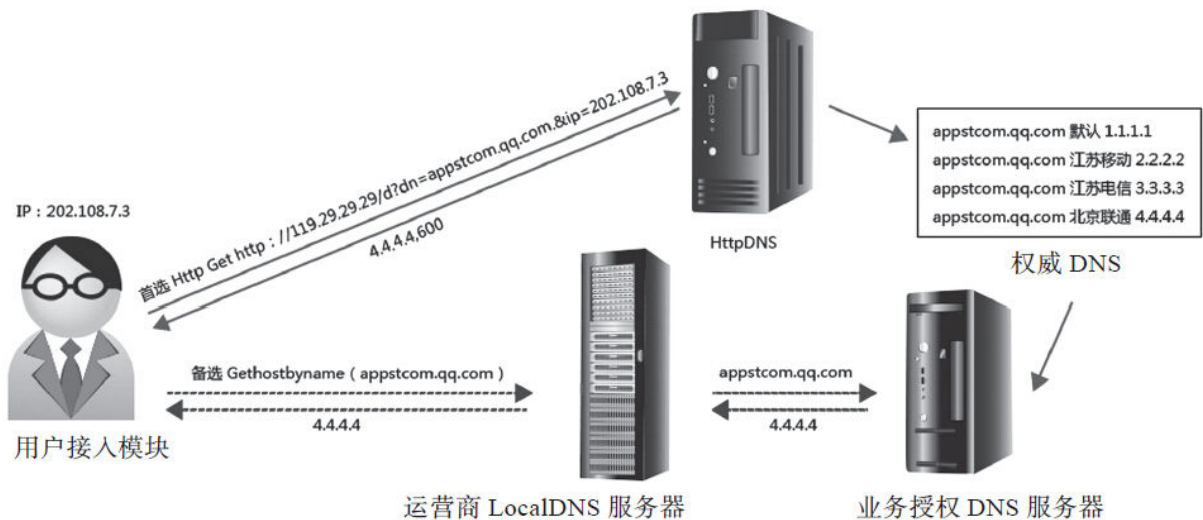 首选 Http Get http：//119.29.29.29/d?dn=appstcom.qq.com.&ip=202.108.7.3
4.4.4.4,600
HttpDNS
appstcom.qq.com 默认 1.1.1.1
appstcom.qq.com 江苏移动 2.2.2.2
appstcom.qq.com 江苏电信 3.3.3.3
appstcom.qq.com 北京联通 4.4.4.4
权威 DNS
IP：202.108.7.3
用户接入模块
备选 Gethostbyname（appstcom.qq.com）
4.4.4.4
appstcom.qq.com
4.4.4.4
运营商 LocalDNS 服务器
业务授权 DNS 服务器